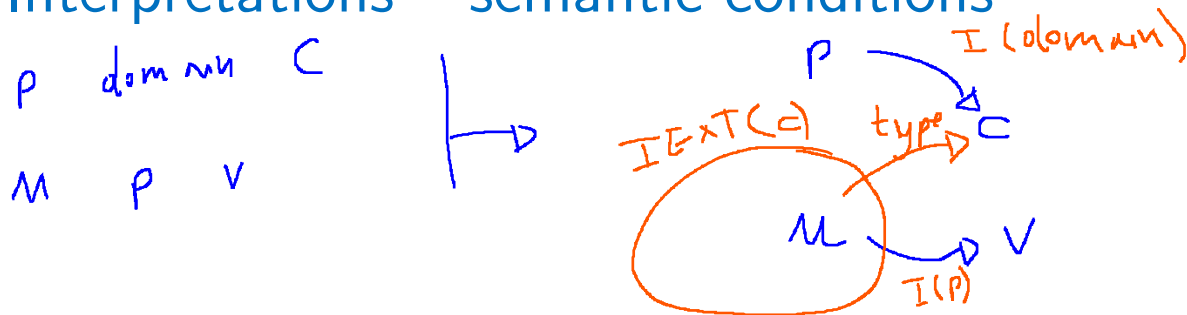 Interpretations – semantic conditions
p domain C
u p v
p I(domain)
IEXT(C) type C
u v
I(p)